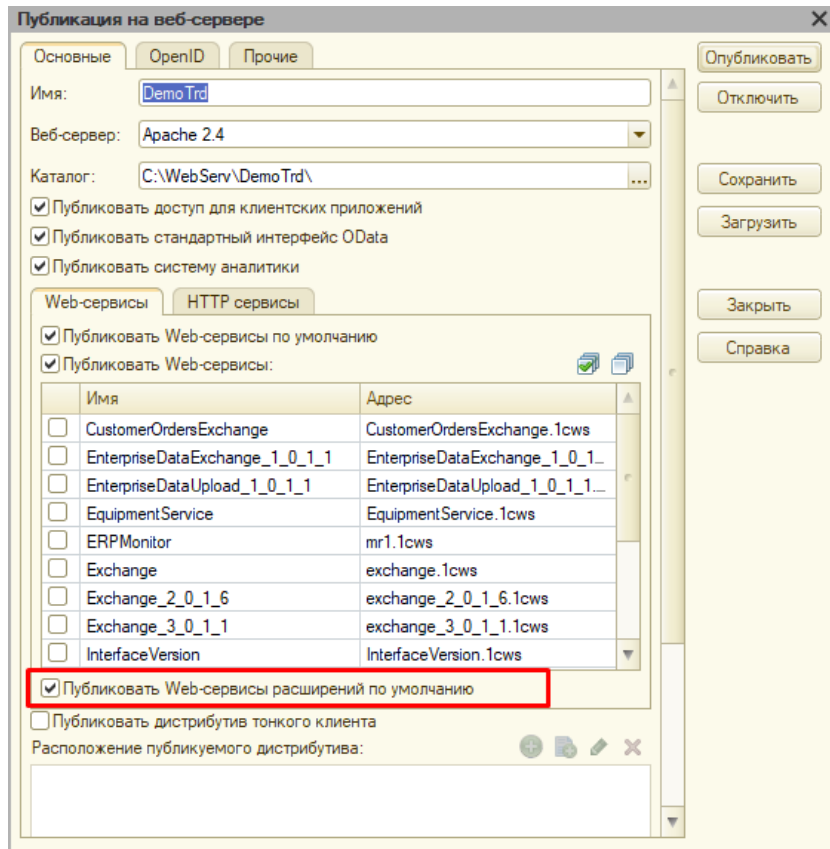 Публикация на веб-сервере
Основные OpenID Прочие
Опубликовать
Имя: DemoTrd
Отключить
Веб-сервер: Apache 2.4
Каталог: C:\WebServ\DemoTrd\ ...
Сохранить
Публиковать доступ для клиентских приложений
Загрузить
Публиковать стандартный интерфейс OData
Публиковать систему аналитики
Web-сервисы HTTP сервисы
Закрыть
Публиковать Web-сервисы по умолчанию
Справка
Публиковать Web-сервисы:
Имя Адрес
CustomerOrdersExchange CustomerOrdersExchange.1cws
EnterpriseDataExchange_1_0_1_1 EnterpriseDataExchange_1_0_1...
EnterpriseDataUpload_1_0_1_1 EnterpriseDataUpload_1_0_1_1....
EquipmentService EquipmentService.1cws
ERPMonitor mr1.1cws
Exchange exchange.1cws
Exchange_2_0_1_6 exchange_2_0_1_6.1cws
Exchange_3_0_1_1 exchange_3_0_1_1.1cws
InterfaceVersion InterfaceVersion.1cws
Публиковать Web-сервисы расширений по умолчанию
Публиковать дистрибутив тонкого клиента
Расположение публикуемого дистрибутива: